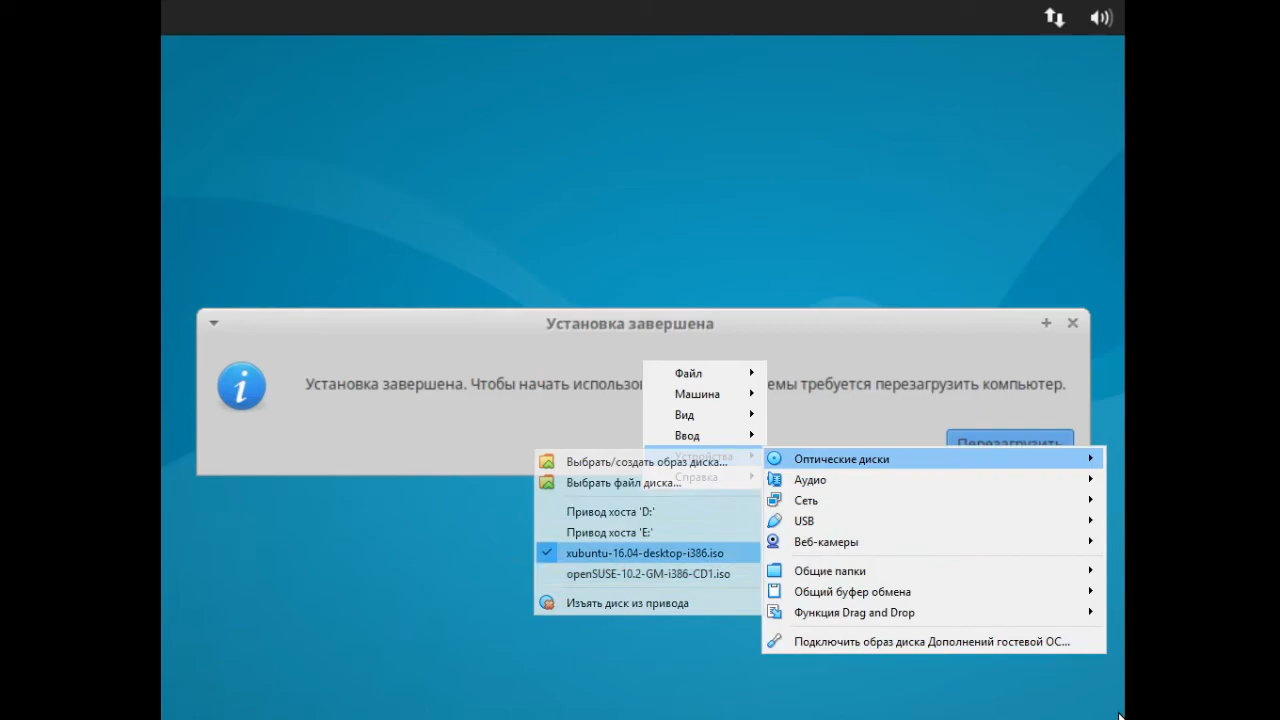 Установка завершена
Установка завершена. Чтобы начать использо
емы требуется перезагрузить компьютер.
Перезагрузить
Файл
Машина
Вид
Ввод
Устройства
Справка
Выбрать/создать образ диска...
Выбрать файл диска...
Привод хоста 'D:'
Привод хоста 'E:'
xubuntu-16.04-desktop-i386.iso
openSUSE-10.2-GM-i386-CD1.iso
Изъять диск из привода
Оптические диски
Аудио
Сеть
USB
Веб-камеры
Общие папки
Общий буфер обмена
Функция Drag and Drop
Подключить образ диска Дополнений гостевой ОС...